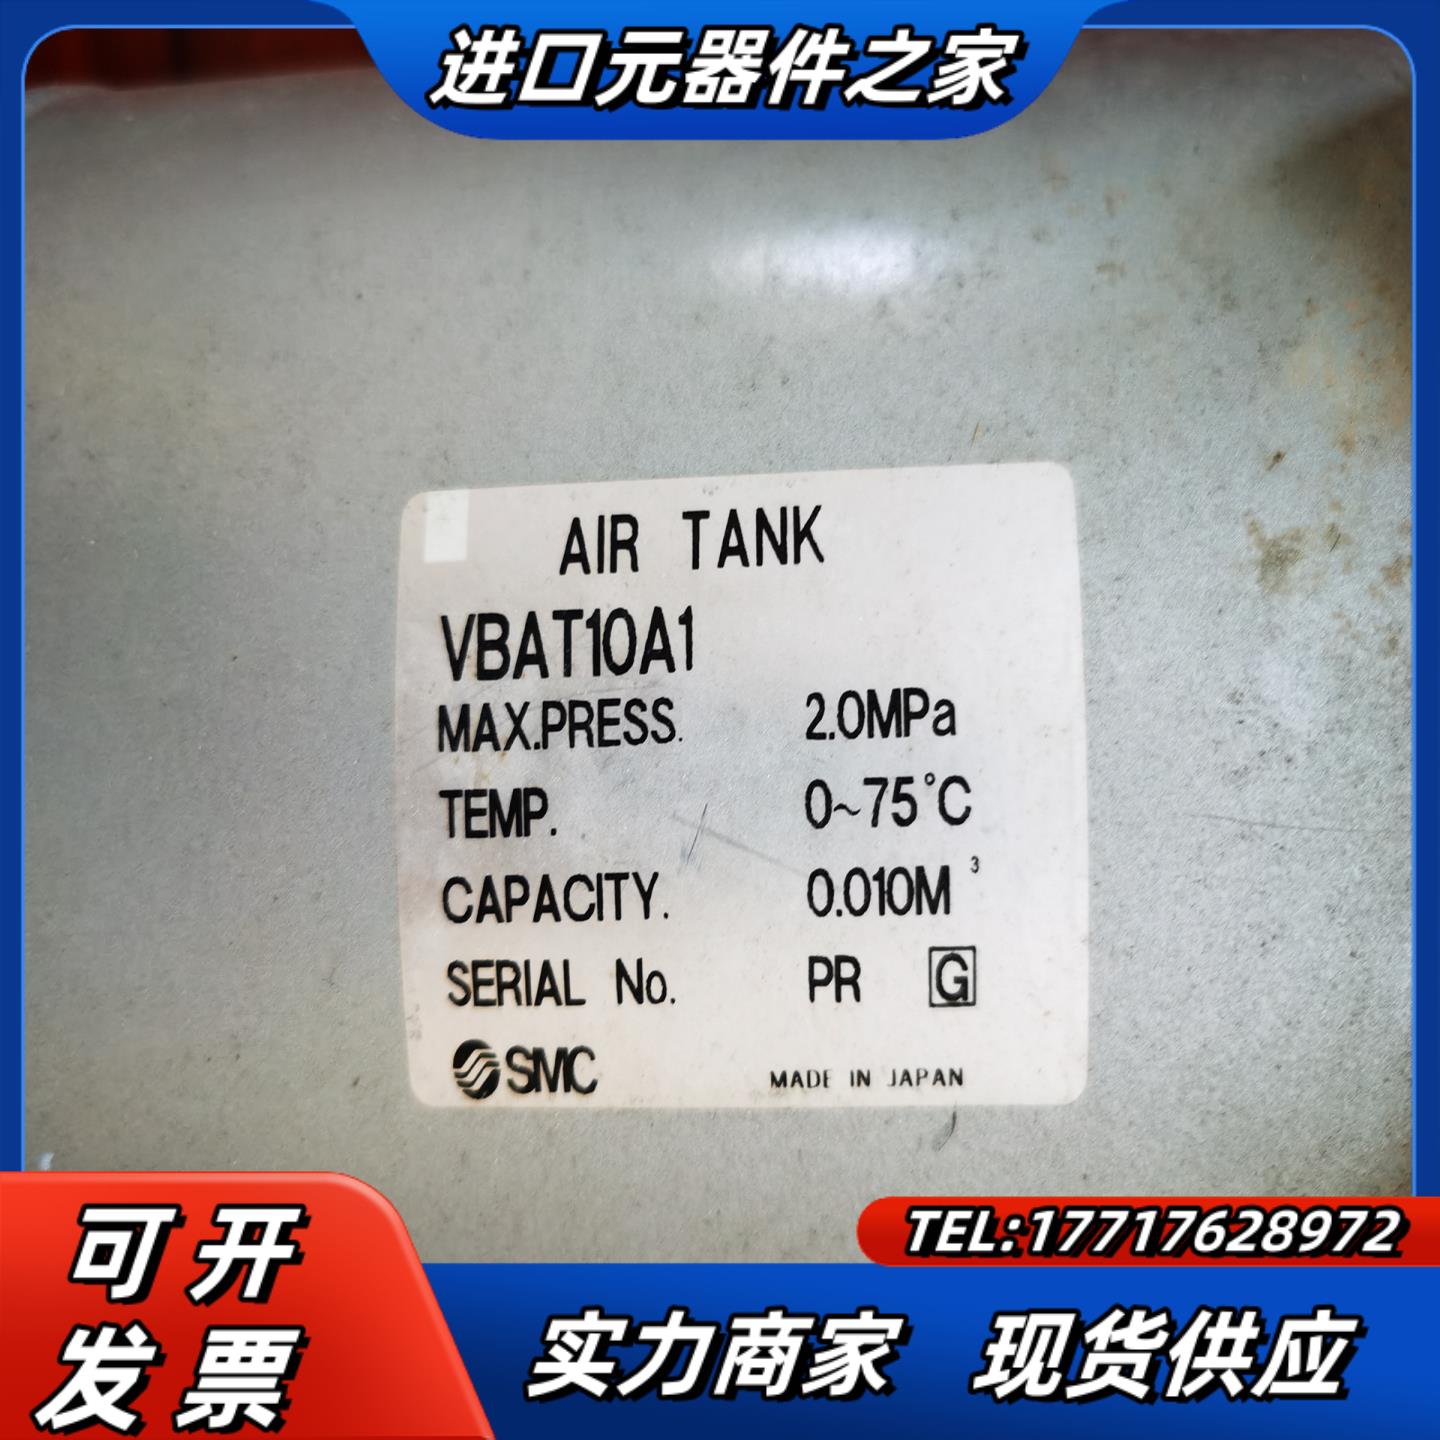 进口元器件之家
AIR TANK
VBAT10A1
MAX.PRESS. 2.0MPa
TEMP. 0~75°C
CAPACITY. 0.010M³
SERIAL No. PR G
SMC MADE IN JAPAN
TEL:17717628972
可开
发票
实力商家 现货供应